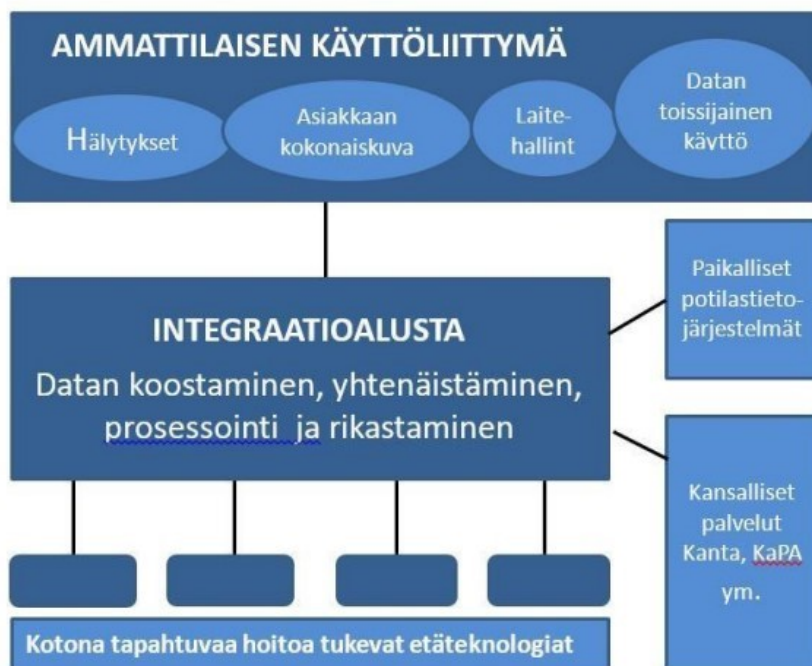 AMMATTILAISEN KÄYTTÖLIITTYMÄ
Hälytykset
Asiakkaan
kokonaiskuva
Laite-
hallint
Datan
toissijainen
käyttö
Paikalliset
potilastieto-
järjestelmät
INTEGRAATIOALUSTA
Datan koostaminen, yhtenäistäminen,
prosessointi ja rikastaminen
Kansalliset
palvelut
Kanta, KaPA
ym.
Kotona tapahtuvaa hoitoa tukevat etäteknologiat